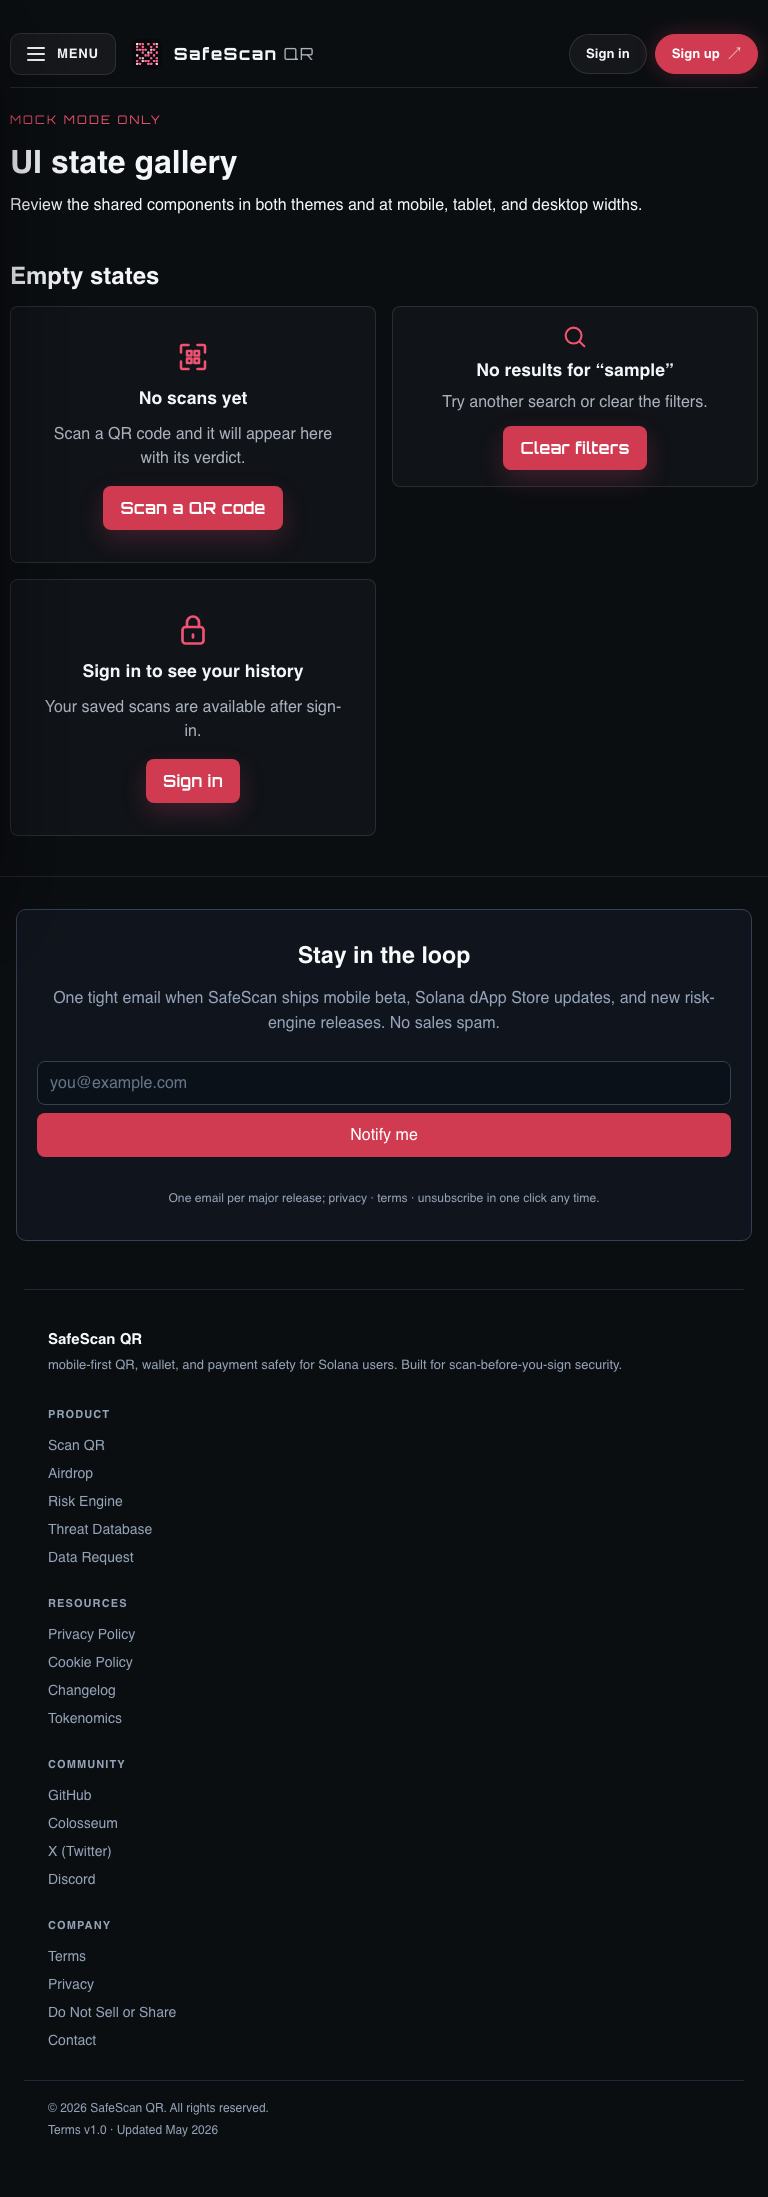 MENU
SafeScan QR
Sign in
Sign up ↗
MOCK MODE ONLY
UI state gallery
Review the shared components in both themes and at mobile, tablet, and desktop widths.
Empty states
No scans yet
Scan a QR code and it will appear here
with its verdict.
Scan a QR code
No results for “sample”
Try another search or clear the filters.
Clear filters
Sign in to see your history
Your saved scans are available after sign-
in.
Sign in
Stay in the loop
One tight email when SafeScan ships mobile beta, Solana dApp Store updates, and new risk-
engine releases. No sales spam.
you@example.com
Notify me
One email per major release; privacy · terms · unsubscribe in one click any time.
SafeScan QR
mobile-first QR, wallet, and payment safety for Solana users. Built for scan-before-you-sign security.
PRODUCT
Scan QR
Airdrop
Risk Engine
Threat Database
Data Request
RESOURCES
Privacy Policy
Cookie Policy
Changelog
Tokenomics
COMMUNITY
GitHub
Colosseum
X (Twitter)
Discord
COMPANY
Terms
Privacy
Do Not Sell or Share
Contact
© 2026 SafeScan QR. All rights reserved.
Terms v1.0 · Updated May 2026